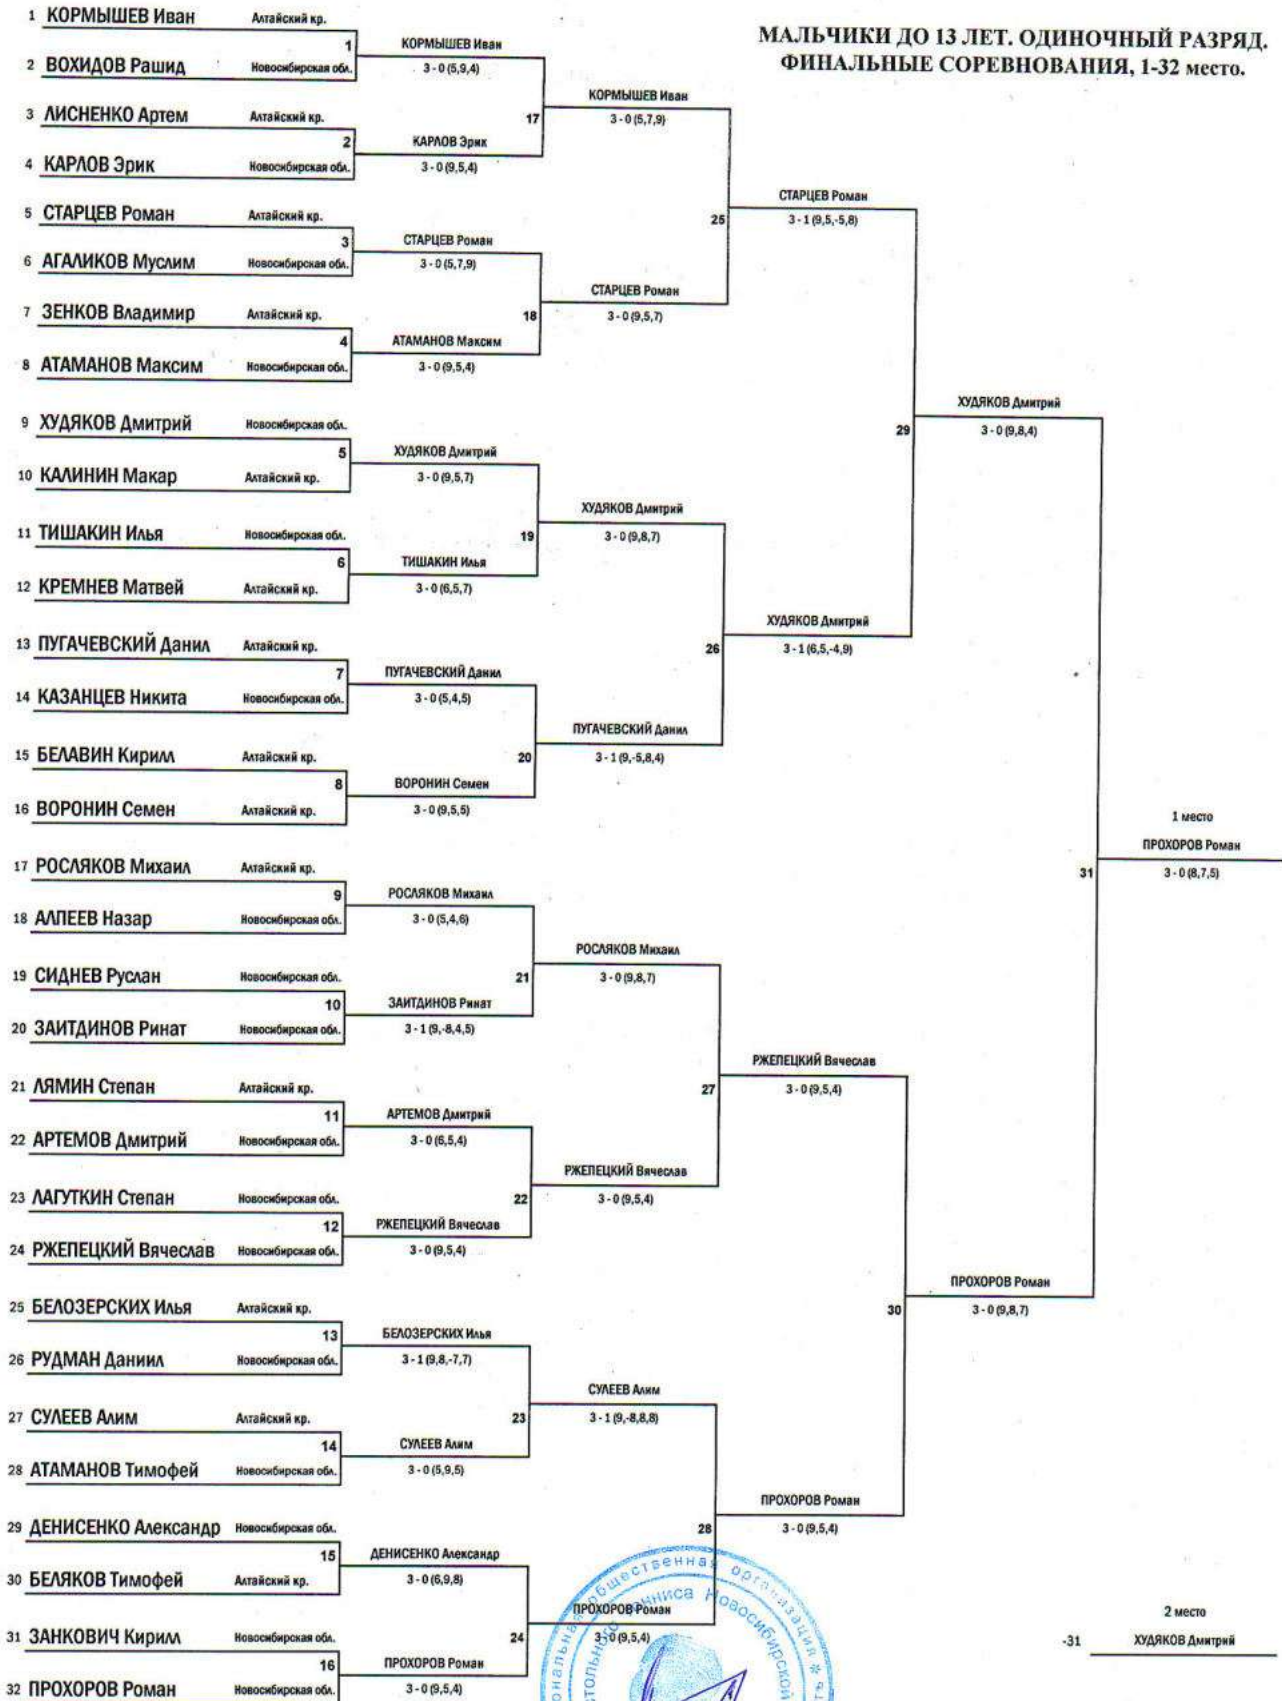 МАЛЬЧИКИ ДО 13 ЛЕТ. ОДИНОЧНЫЙ РАЗРЯД.
ФИНАЛЬНЫЕ СОРЕВНОВАНИЯ, 1-32 место.
1 КОРМЫШЕВ Иван Алтайский кр.
1 КОРМЫШЕВ Иван
2 ВОХИДОВ Рашид Новосибирская обл.
3 - 0 (5,9,4)
КОРМЫШЕВ Иван
3 ЛИСНЕНКО Артем Алтайский кр.
17 3 - 0 (5,7,9)
2 КАРЛОВ Эрик
4 КАРЛОВ Эрик Новосибирская обл.
3 - 0 (9,5,4)
СТАРЦЕВ Роман
5 СТАРЦЕВ Роман Алтайский кр.
25 3 - 1 (9,5,-5,8)
3 СТАРЦЕВ Роман
6 АГАЛИКОВ Муслим Новосибирская обл.
3 - 0 (5,7,9)
СТАРЦЕВ Роман
7 ЗЕНКОВ Владимир Алтайский кр.
18 3 - 0 (9,5,7)
4 АТАМАНОВ Максим
8 АТАМАНОВ Максим Новосибирская обл.
3 - 0 (9,5,4)
ХУДЯКОВ Дмитрий
9 ХУДЯКОВ Дмитрий Новосибирская обл.
29 3 - 0 (9,8,4)
5 ХУДЯКОВ Дмитрий
10 КАЛИНИН Макар Алтайский кр.
3 - 0 (9,5,7)
ХУДЯКОВ Дмитрий
11 ТИШАКИН Илья Новосибирская обл.
19 3 - 0 (9,8,7)
6 ТИШАКИН Илья
12 КРЕМНЕВ Матвей Алтайский кр.
3 - 0 (6,5,7)
ХУДЯКОВ Дмитрий
13 ПУГАЧЕВСКИЙ Данил Алтайский кр.
26 3 - 1 (6,5,-4,9)
7 ПУГАЧЕВСКИЙ Данил
14 КАЗАНЦЕВ Никита Новосибирская обл.
3 - 0 (5,4,5)
ПУГАЧЕВСКИЙ Данил
15 БЕЛАВИН Кирилл Алтайский кр.
20 3 - 1 (9,-5,8,4)
8 ВОРОНИН Семен
16 ВОРОНИН Семен Алтайский кр.
3 - 0 (9,5,5)
1 место
ПРОХОРОВ Роман
17 РОСЛЯКОВ Михаил Алтайский кр.
31 3 - 0 (8,7,5)
9 РОСЛЯКОВ Михаил
18 АЛПЕЕВ Назар Новосибирская обл.
3 - 0 (5,4,6)
РОСЛЯКОВ Михаил
19 СИДНЕВ Руслан Новосибирская обл.
21 3 - 0 (9,8,7)
10 ЗАИТДИНОВ Ринат
20 ЗАИТДИНОВ Ринат Новосибирская обл.
3 - 1 (9,-8,4,5)
РЖЕПЕЦКИЙ Вячеслав
21 ЛЯМИН Степан Алтайский кр.
27 3 - 0 (9,5,4)
11 АРТЕМОВ Дмитрий
22 АРТЕМОВ Дмитрий Новосибирская обл.
3 - 0 (6,5,4)
РЖЕПЕЦКИЙ Вячеслав
23 ЛАГУТКИН Степан Новосибирская обл.
22 3 - 0 (9,5,4)
12 РЖЕПЕЦКИЙ Вячеслав
24 РЖЕПЕЦКИЙ Вячеслав Новосибирская обл.
3 - 0 (9,5,4)
ПРОХОРОВ Роман
25 БЕЛОЗЕРСКИХ Илья Алтайский кр.
30 3 - 0 (9,8,7)
13 БЕЛОЗЕРСКИХ Илья
26 РУДМАН Даниил Новосибирская обл.
3 - 1 (9,8,-7,7)
СУЛЕЕВ Алим
27 СУЛЕЕВ Алим Алтайский кр.
23 3 - 1 (9,-8,8,8)
14 СУЛЕЕВ Алим
28 АТАМАНОВ Тимофей Новосибирская обл.
3 - 0 (5,9,5)
ПРОХОРОВ Роман
29 ДЕНИСЕНКО Александр Новосибирская обл.
28 3 - 0 (9,5,4)
15 ДЕНИСЕНКО Александр
30 БЕЛЯКОВ Тимофей Алтайский кр.
3 - 0 (6,9,8)
ПРОХОРОВ Роман
31 ЗАНКОВИЧ Кирилл Новосибирская обл.
24 3 - 0 (9,5,4)
16 ПРОХОРОВ Роман
32 ПРОХОРОВ Роман Новосибирская обл.
3 - 0 (9,5,4)
2 место
-31 ХУДЯКОВ Дмитрий
общественная организация
тенниса Новосибирской